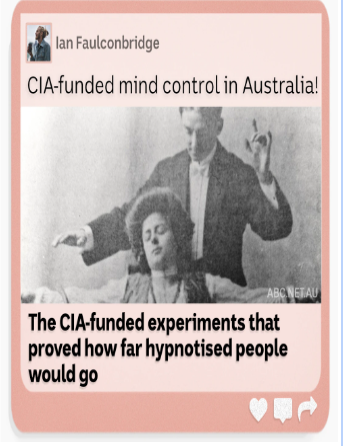 Ian Faulconbridge
CIA-funded mind control in Australia!
ABC.NET.AU
The CIA-funded experiments that
proved how far hypnotised people
would go